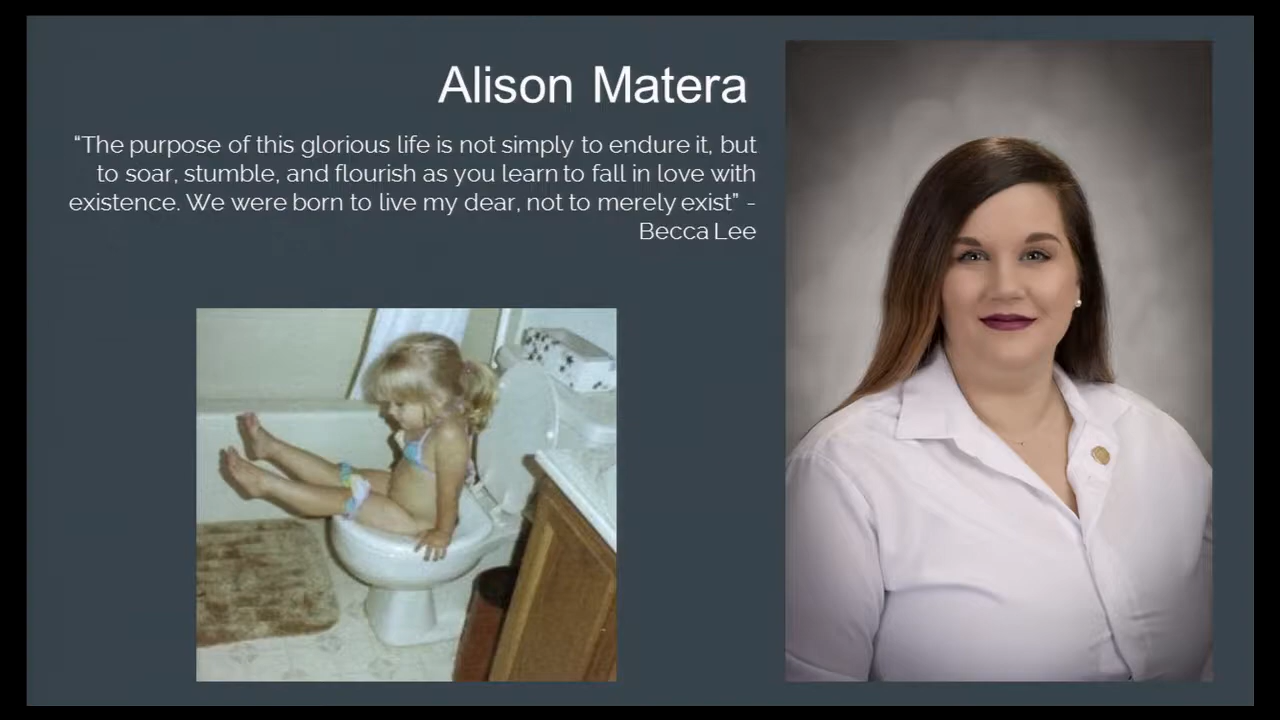 Alison Matera
“The purpose of this glorious life is not simply to endure it, but
to soar, stumble, and flourish as you learn to fall in love with
existence. We were born to live my dear, not to merely exist” -
Becca Lee